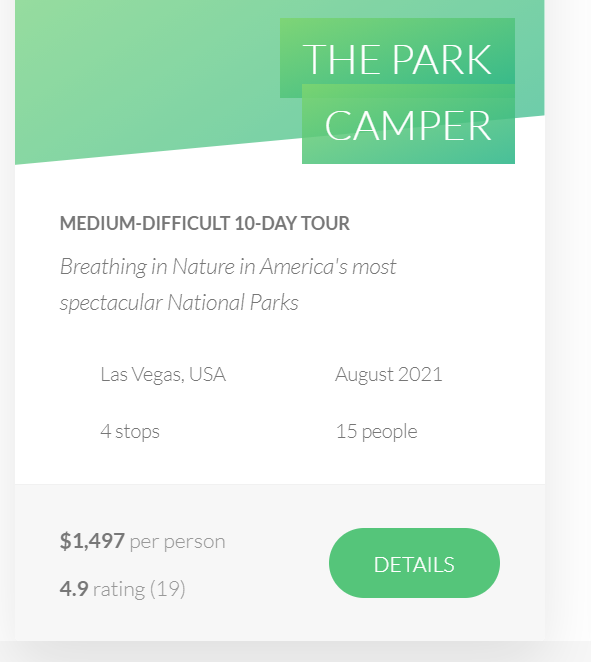 THE PARK
CAMPER
MEDIUM-DIFFICULT 10-DAY TOUR
Breathing in Nature in America's most
spectacular National Parks
Las Vegas, USA
August 2021
4 stops
15 people
$1,497 per person
4.9 rating (19)
DETAILS